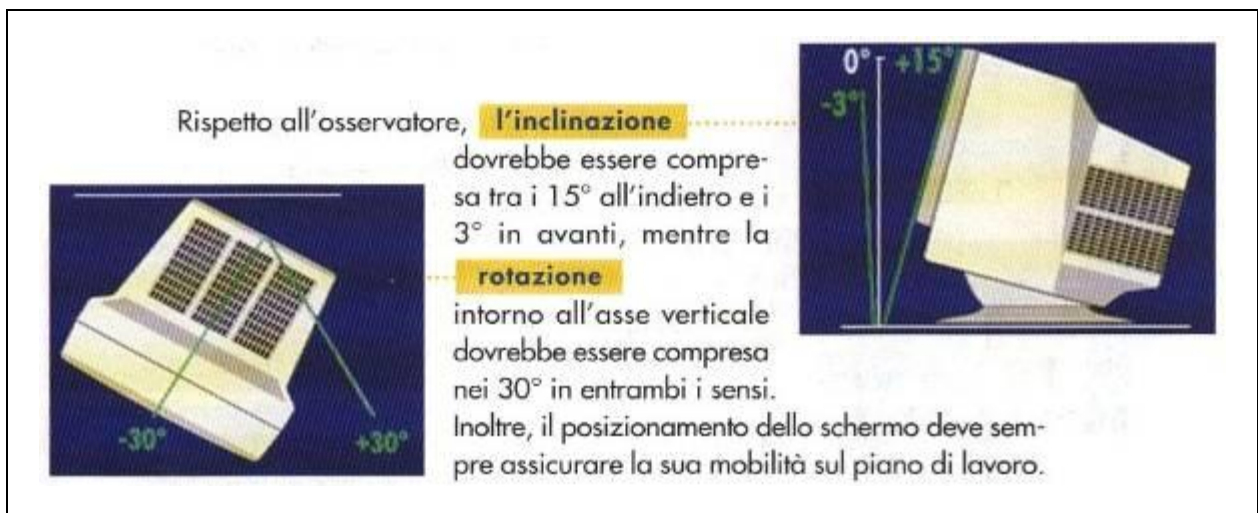 0° +15°
-3°
Rispetto all'osservatore, l'inclinazione
dovrebbe essere compre-
sa tra i 15° all'indietro e i
3° in avanti, mentre la
rotazione
intorno all'asse verticale
dovrebbe essere compresa
nei 30° in entrambi i sensi.
Inoltre, il posizionamento dello schermo deve sem-
pre assicurare la sua mobilità sul piano di lavoro.
-30° +30°